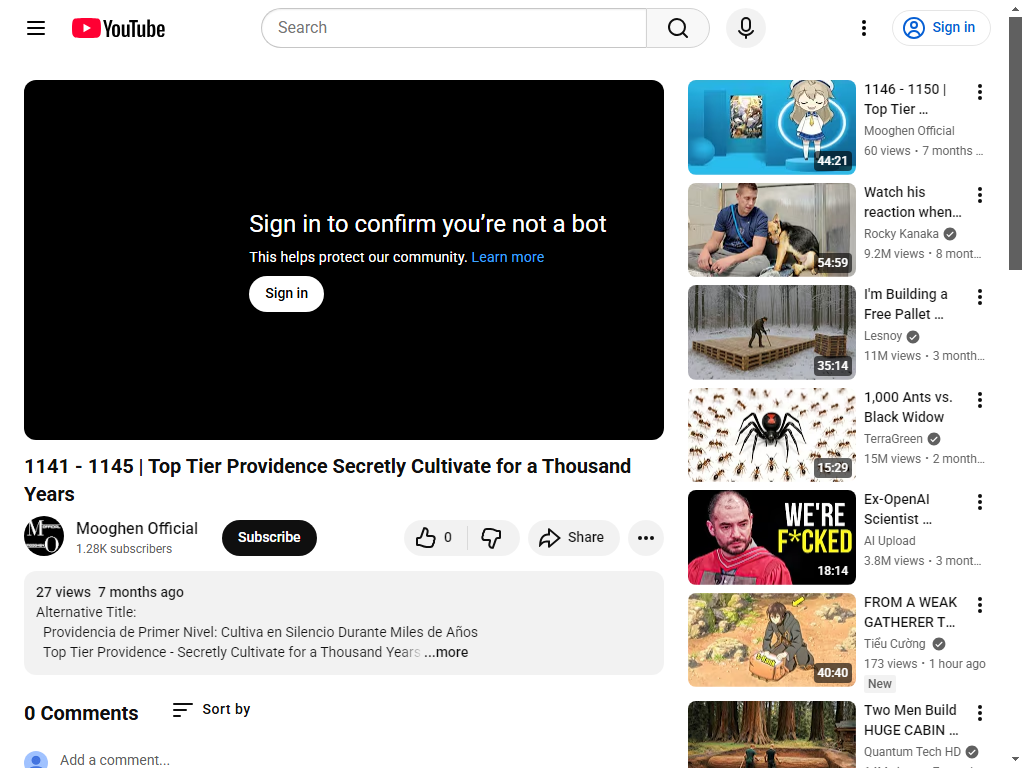 YouTube
Search
Sign in
Sign in to confirm you’re not a bot
This helps protect our community. Learn more
Sign in
1141 - 1145 | Top Tier Providence Secretly Cultivate for a Thousand
Years
Mooghen Official
1.28K subscribers
Subscribe
0
Share
27 views 7 months ago
Alternative Title:
Providencia de Primer Nivel: Cultiva en Silencio Durante Miles de Años
Top Tier Providence - Secretly Cultivate for a Thousand Years ...more
0 Comments
Sort by
Add a comment...
44:21
1146 - 1150 |
Top Tier ...
Mooghen Official
60 views • 7 months ...
54:59
Watch his
reaction when...
Rocky Kanaka
9.2M views • 8 mont...
35:14
I'm Building a
Free Pallet ...
Lesnoy
11M views • 3 month...
15:29
1,000 Ants vs.
Black Widow
TerraGreen
15M views • 2 month...
WE'RE
F*CKED
18:14
Ex-OpenAI
Scientist ...
AI Upload
3.8M views • 3 mont...
40:40
FROM A WEAK
GATHERER T...
Tiểu Cường
173 views • 1 hour ago
New
Two Men Build
HUGE CABIN ...
Quantum Tech HD